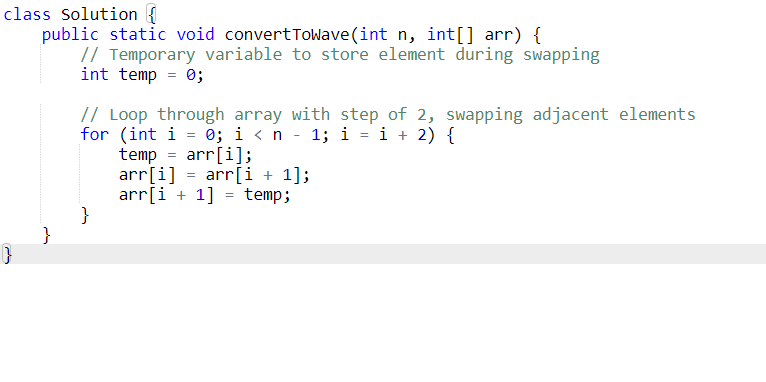 class Solution {
    public static void convertToWave(int n, int[] arr) {
        // Temporary variable to store element during swapping
        int temp = 0;
        // Loop through array with step of 2, swapping adjacent elements
        for (int i = 0; i < n - 1; i = i + 2) {
            temp = arr[i];
            arr[i] = arr[i + 1];
            arr[i + 1] = temp;
        }
    }
}